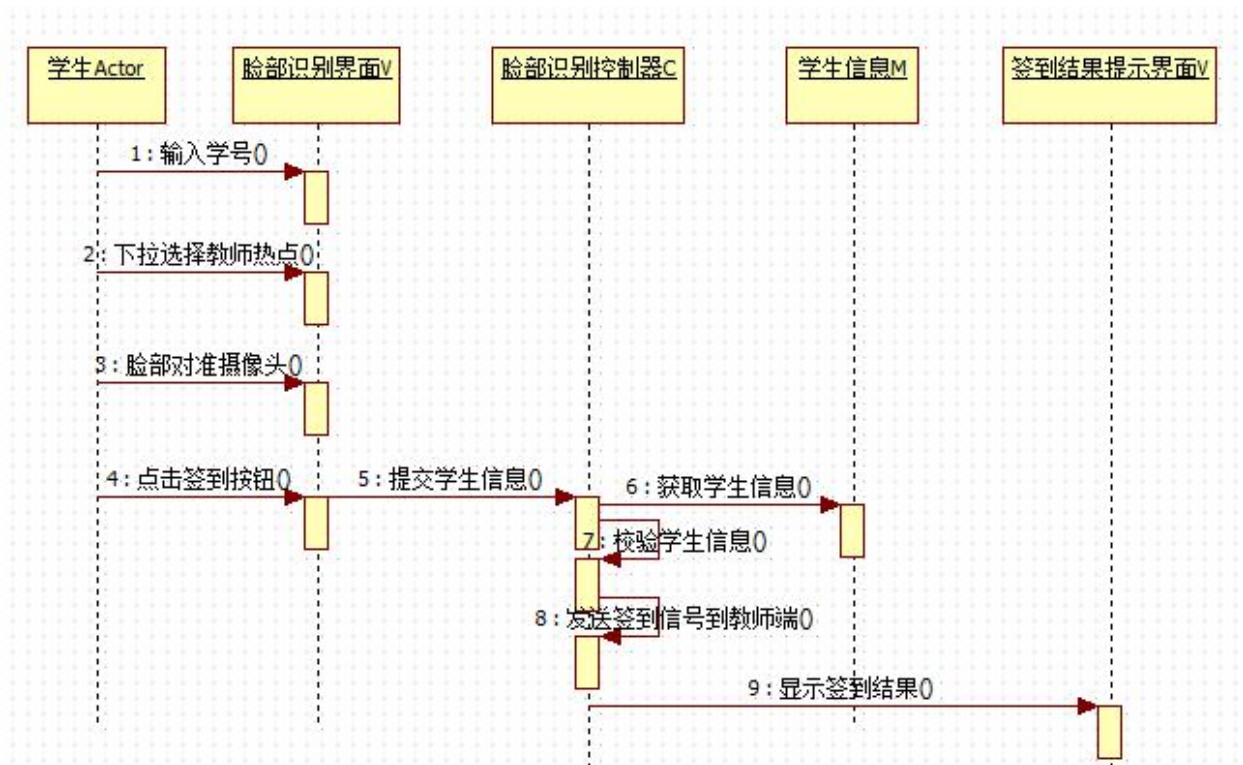 学生Actor
脸部识别界面V
脸部识别控制器C
学生信息M
签到结果提示界面V
1 : 输入学号()
2 : 下拉选择教师热点()
3 : 脸部对准摄像头()
4 : 点击签到按钮()
5 : 提交学生信息()
6 : 获取学生信息()
7 : 校验学生信息()
8 : 发送签到信号到教师端()
9 : 显示签到结果()